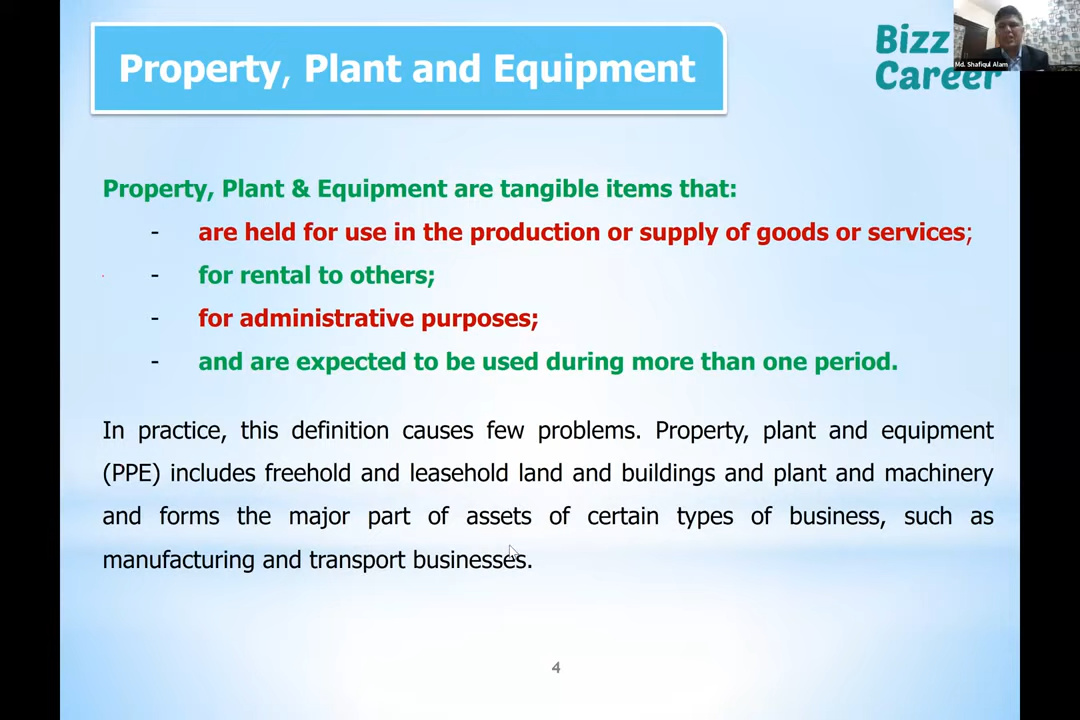 Property, Plant and Equipment
Bizz
Career
Md. Shafiqul Alam
Property, Plant & Equipment are tangible items that:
- are held for use in the production or supply of goods or services;
- for rental to others;
- for administrative purposes;
- and are expected to be used during more than one period.
In practice, this definition causes few problems. Property, plant and equipment
(PPE) includes freehold and leasehold land and buildings and plant and machinery
and forms the major part of assets of certain types of business, such as
manufacturing and transport businesses.
4